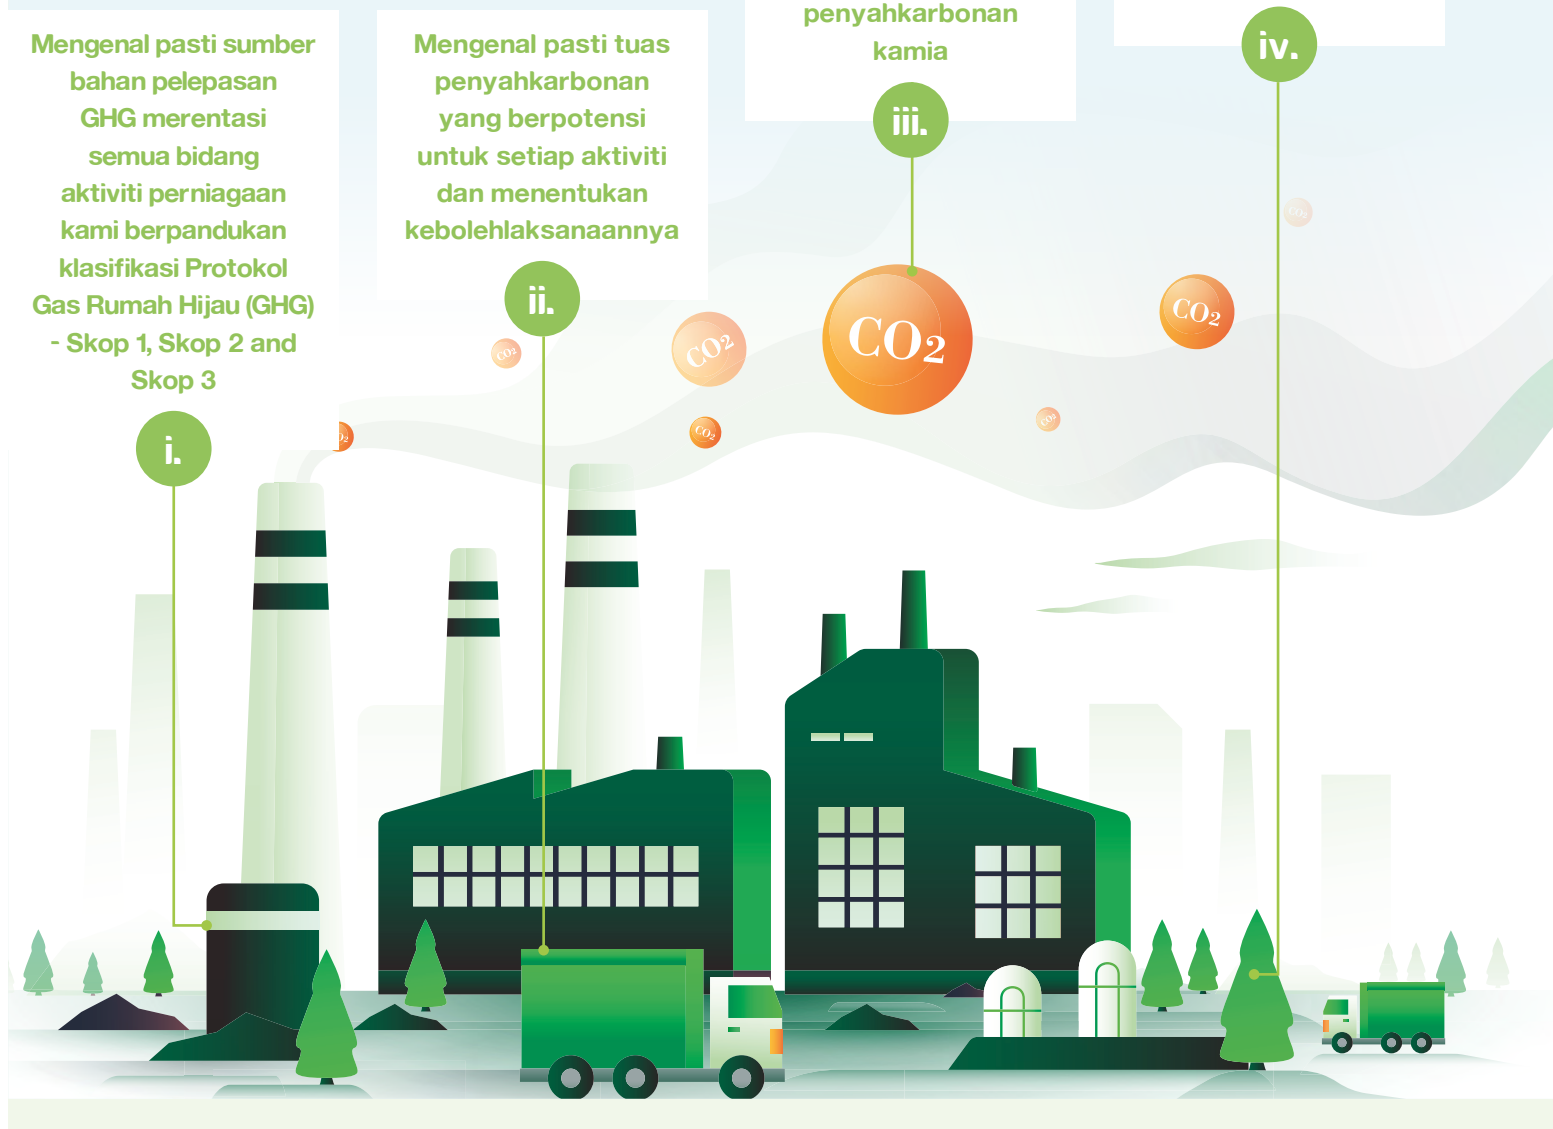 Mengenal pasti sumber
bahan pelepasan
GHG merentasi
semua bidang
aktiviti perniagaan
kami berpandukan
klasifikasi Protokol
Gas Rumah Hijau (GHG)
- Skop 1, Skop 2 and
Skop 3
i.
Mengenal pasti tuas
penyahkarbonan
yang berpotensi
untuk setiap aktiviti
dan menentukan
kebolehlaksanaannya
ii.
penyahkarbonan
kamia
iii.
iv.
CO2
CO2
CO2
CO2
CO2
CO2
CO2